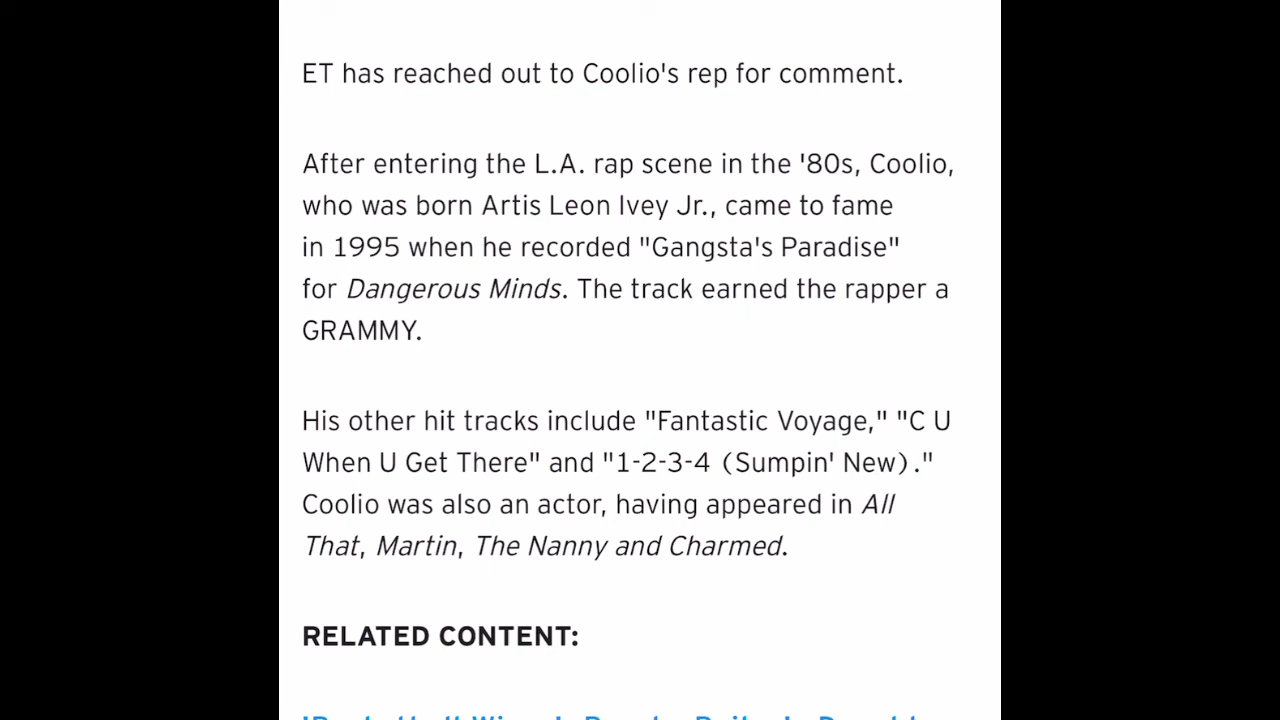 ET has reached out to Coolio's rep for comment.
After entering the L.A. rap scene in the '80s, Coolio,
who was born Artis Leon Ivey Jr., came to fame
in 1995 when he recorded "Gangsta's Paradise"
for Dangerous Minds. The track earned the rapper a
GRAMMY.
His other hit tracks include "Fantastic Voyage," "C U
When U Get There" and "1-2-3-4 (Sumpin' New)."
Coolio was also an actor, having appeared in All
That, Martin, The Nanny and Charmed.
RELATED CONTENT: